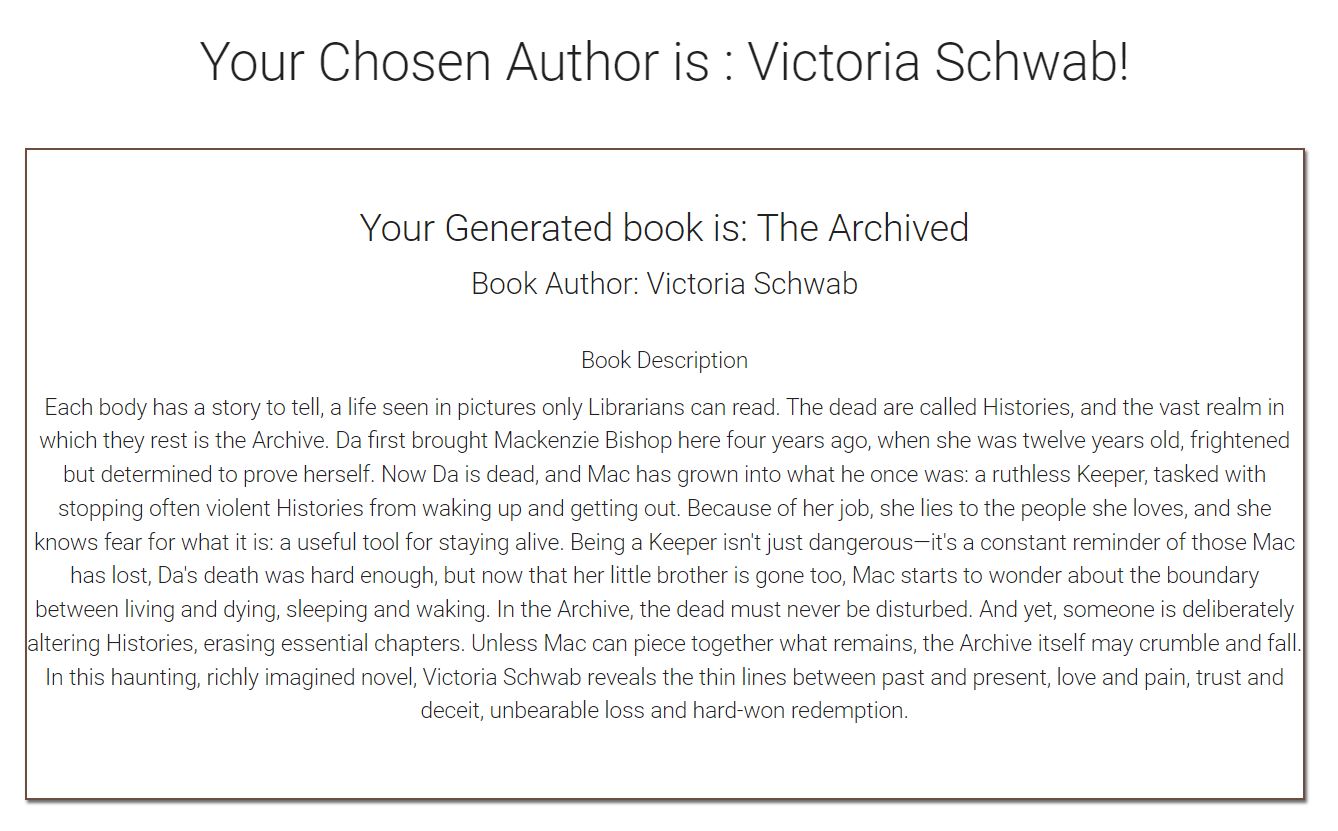 Your Chosen Author is : Victoria Schwab!
Your Generated book is: The Archived
Book Author: Victoria Schwab
Book Description
Each body has a story to tell, a life seen in pictures only Librarians can read. The dead are called Histories, and the vast realm in
which they rest is the Archive. Da first brought Mackenzie Bishop here four years ago, when she was twelve years old, frightened
but determined to prove herself. Now Da is dead, and Mac has grown into what he once was: a ruthless Keeper, tasked with
stopping often violent Histories from waking up and getting out. Because of her job, she lies to the people she loves, and she
knows fear for what it is: a useful tool for staying alive. Being a Keeper isn't just dangerous—it's a constant reminder of those Mac
has lost, Da's death was hard enough, but now that her little brother is gone too, Mac starts to wonder about the boundary
between living and dying, sleeping and waking. In the Archive, the dead must never be disturbed. And yet, someone is deliberately
altering Histories, erasing essential chapters. Unless Mac can piece together what remains, the Archive itself may crumble and fall.
In this haunting, richly imagined novel, Victoria Schwab reveals the thin lines between past and present, love and pain, trust and
deceit, unbearable loss and hard-won redemption.